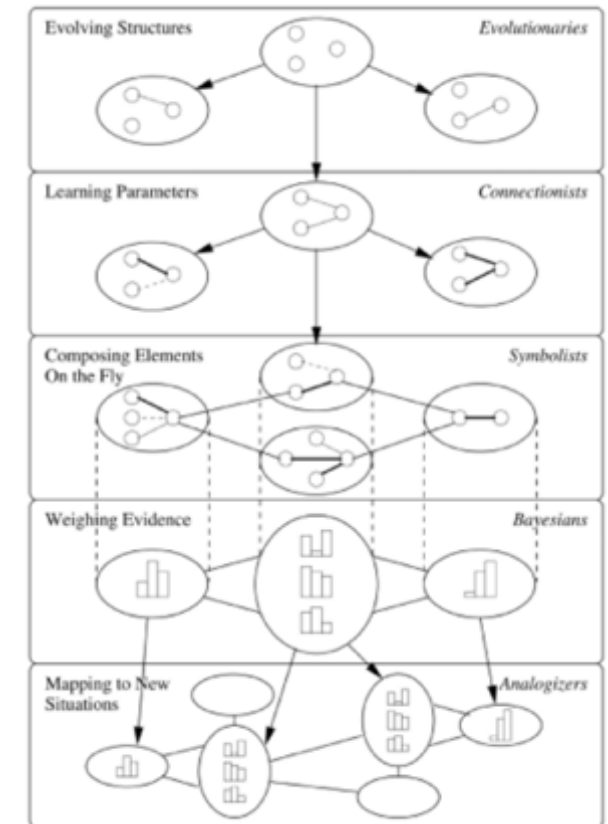 Evolving Structures
Evolutionaries
Learning Parameters
Connectionists
Composing Elements
On the Fly
Symbolists
Weighing Evidence
Bayesians
Mapping to New
Situations
Analogizers